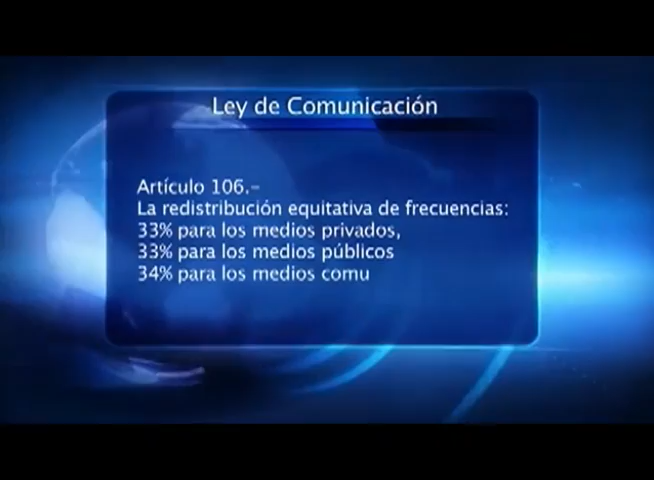 Ley de Comunicación
Artículo 106.-
La redistribución equitativa de frecuencias:
33% para los medios privados,
33% para los medios públicos
34% para los medios comu